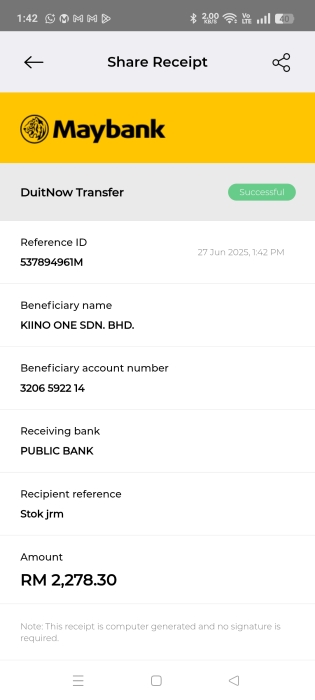 1:42
2.00
KB/S
Vo
LTE
40
Share Receipt
Maybank
DuitNow Transfer
Successful
Reference ID
27 Jun 2025, 1:42 PM
537894961M
Beneficiary name
KIINO ONE SDN. BHD.
Beneficiary account number
3206 5922 14
Receiving bank
PUBLIC BANK
Recipient reference
Stok jrm
Amount
RM 2,278.30
Note: This receipt is computer generated and no signature is
required.